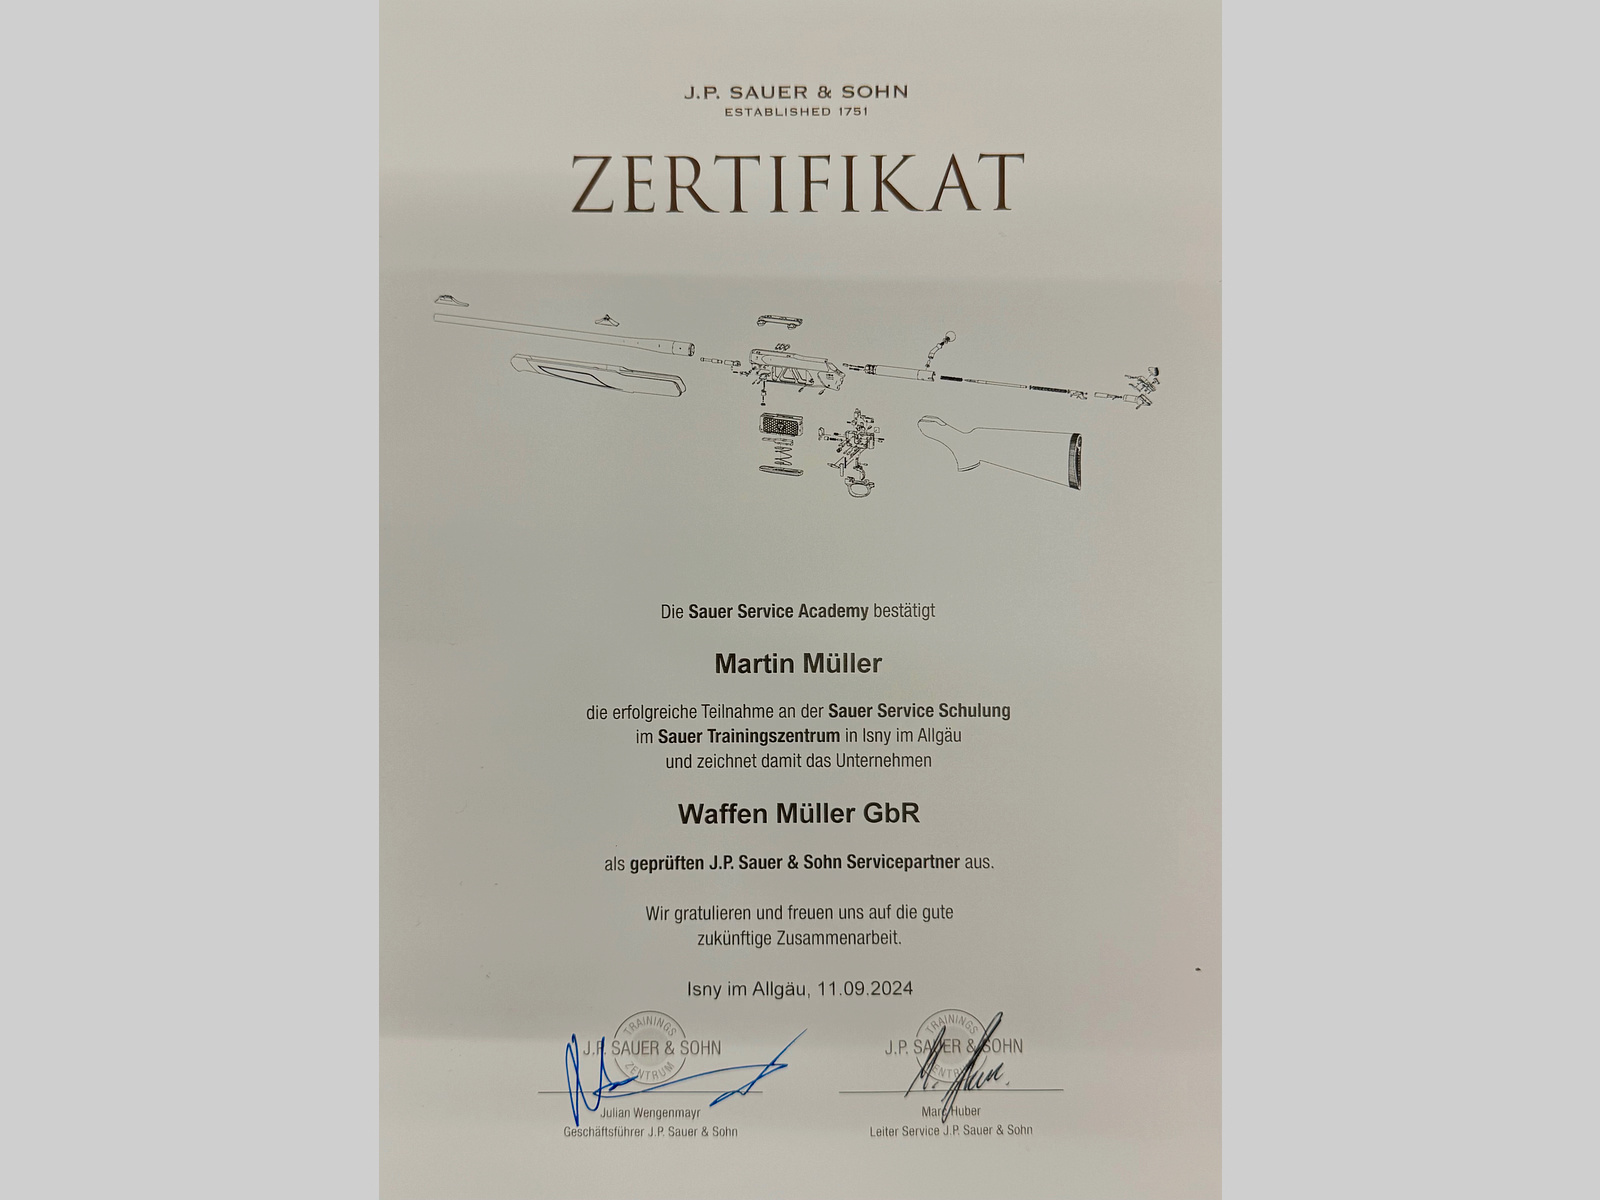 J.P. SAUER & SOHN
ESTABLISHED 1751
ZERTIFIKAT
Die Sauer Service Academy bestätigt
Martin Müller
die erfolgreiche Teilnahme an der Sauer Service Schulung
im Sauer Trainingszentrum in Isny im Allgäu
und zeichnet damit das Unternehmen
Waffen Müller GbR
als geprüften J.P. Sauer & Sohn Servicepartner aus.
Wir gratulieren und freuen uns auf die gute
zukünftige Zusammenarbeit.
Isny im Allgäu, 11.09.2024
TRAININGS
J.P. SAUER & SOHN
ZENTRUM
Julian Wengenmayr
Geschäftsführer J.P. Sauer & Sohn
TRAININGS
J.P. SAUER & SOHN
ZENTRUM
Marc Huber
Leiter Service J.P. Sauer & Sohn